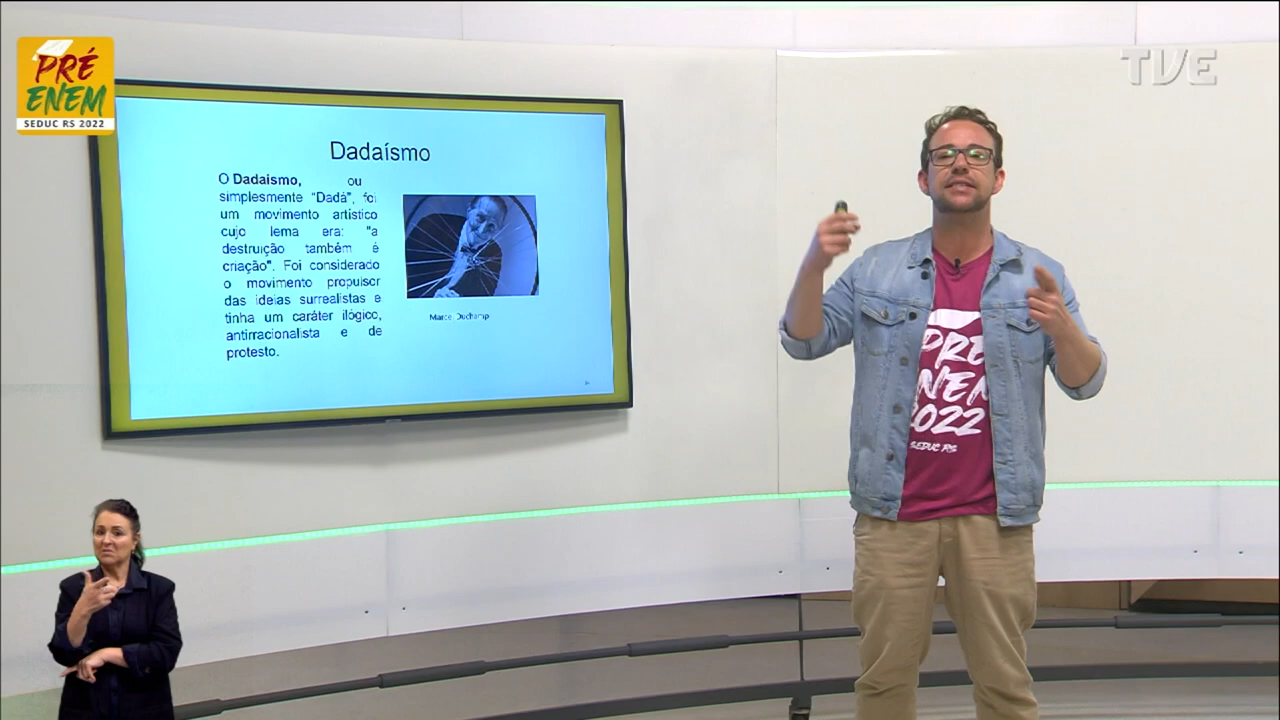 PRÉ
ENEM
SEDUC RS 2022
TVE
Dadaísmo
O Dadaismo, ou
simplesmente "Dadá", foi
um movimento artístico
cujo lema era: "a
destruição também é
criação". Foi considerado
o movimento propulsor
das ideias surrealistas e
tinha um caráter ilógico,
antirracionalista e de
protesto.
Marcel Duchamp
PRÉ
ENEM
2022
SEDUC RS